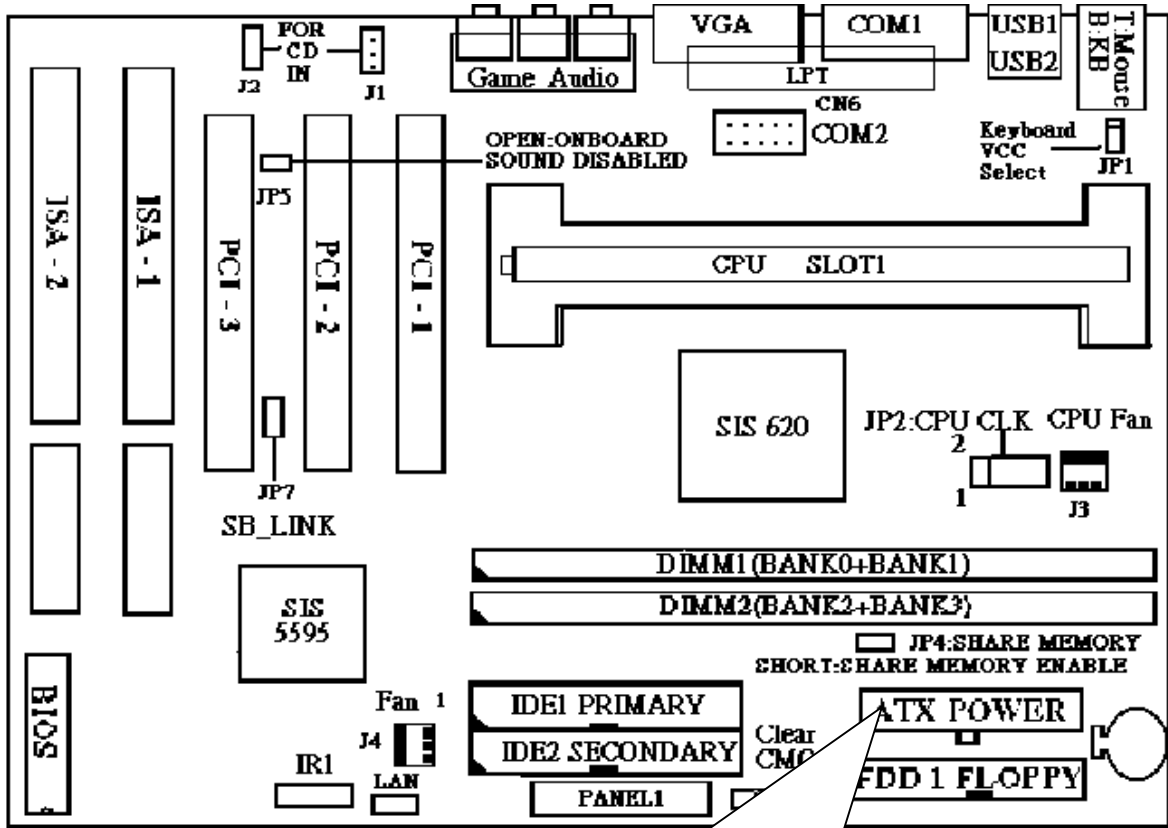 FOR
CD
IN
J2
J1
Game Audio
VGA
COM1
LPT
USB1
USB2
T:Mouse
B:KB
CN6
COM2
Keyboard
VCC
Select
JP1
OPEN:ONBOARD
SOUND DISABLED
JP5
ISA - 2
ISA - 1
PCI - 3
PCI - 2
PCI - 1
CPU SLOT1
SIS 620
JP2:CPU CLK
2
1
CPU Fan
J3
JP7
SB_LINK
SIS
5595
DIMM1(BANK0+BANK1)
DIMM2(BANK2+BANK3)
JP4:SHARE MEMORY
SHORT:SHARE MEMORY ENABLE
BIOS
Fan 1
J4
IR1
LAN
IDE1 PRIMARY
IDE2 SECONDARY
PANEL1
Clear
ATX POWER
FDD 1 FLOPPY